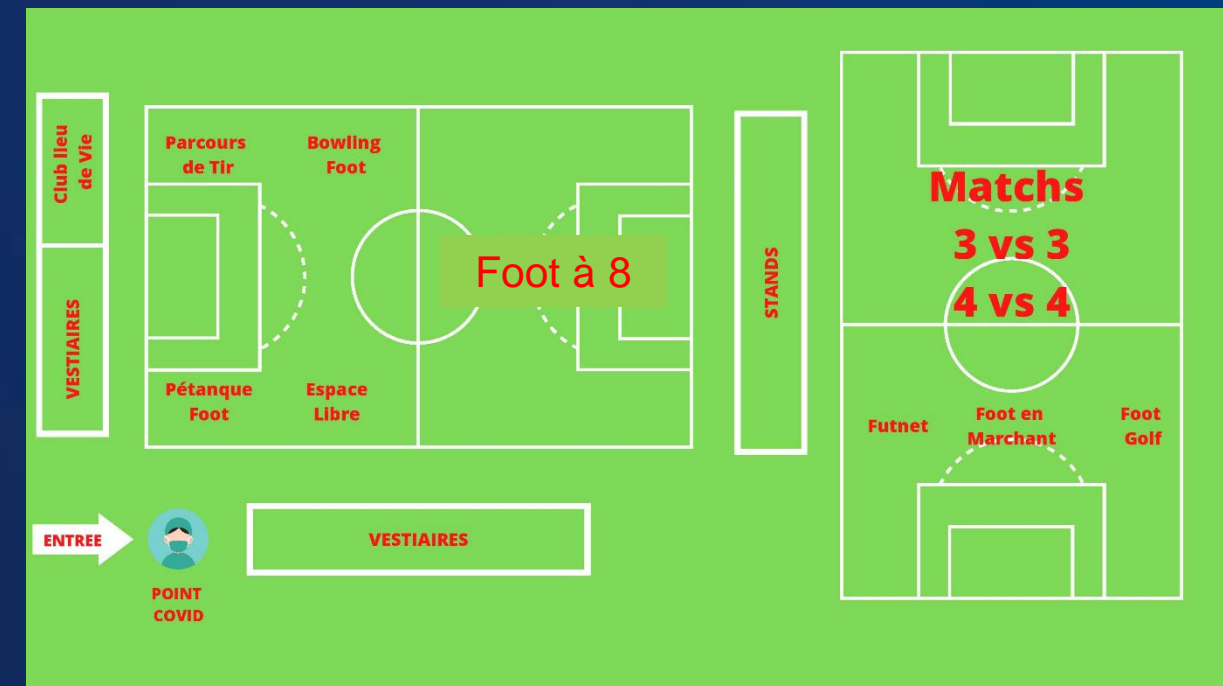 Club lieu
de Vie
VESTIAIRES
Parcours
de Tir
Bowling
Foot
Foot à 8
Pétanque
Foot
Espace
Libre
STANDS
Matchs
3 vs 3
4 vs 4
Futnet
Foot en
Marchant
Foot
Golf
ENTREE
POINT
COVID
VESTIAIRES